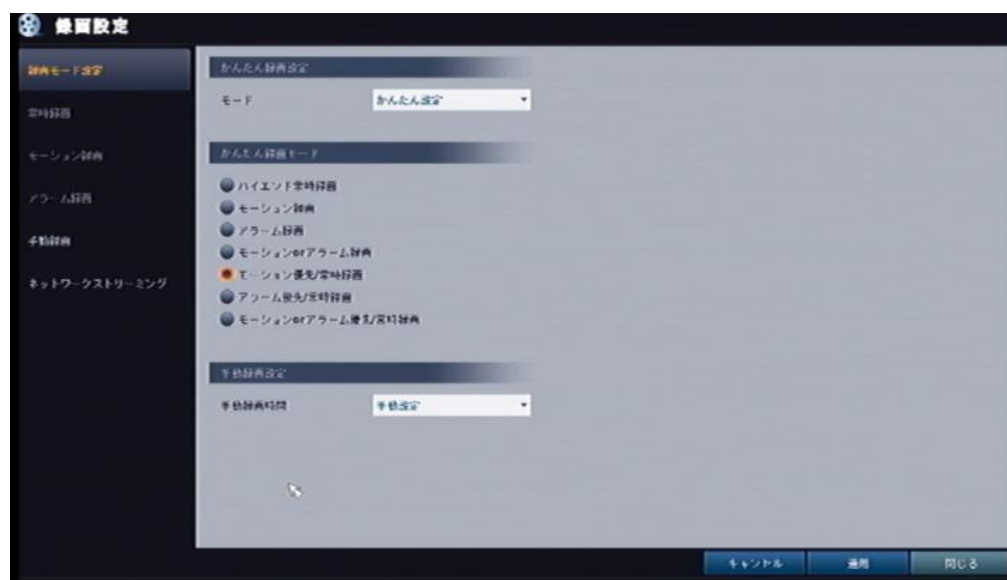 録画設定
録画モード設定
常時録画
モーション録画
アラーム録画
手動録画
ネットワークストリーミング
かんたん録画設定
モード
かんたん設定
かんたん録画モード
ハイエンド常時録画
モーション録画
アラーム録画
モーションorアラーム録画
モーション優先/常時録画
アラーム優先/常時録画
モーションorアラーム優先/常時録画
手動録画設定
手動録画時間
手動設定
キャンセル
適用
閉じる